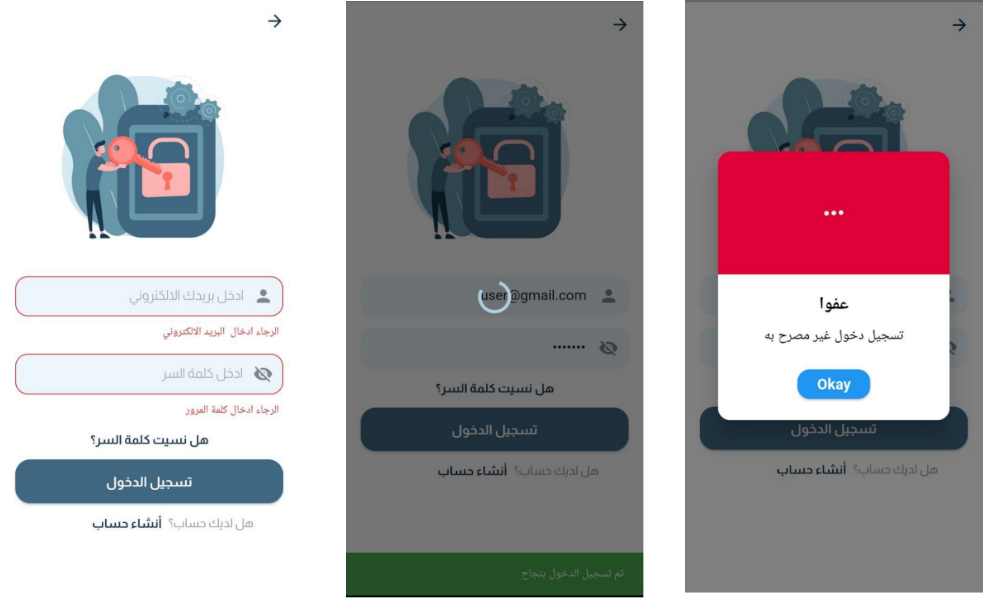 ادخل بريدك الالكتروني
الرجاء ادخال البريد الالكتروني
ادخل كلمة السر
الرجاء ادخال كلمة المرور
هل نسيت كلمة السر؟
تسجيل الدخول
هل لديك حساب؟ أنشاء حساب
user@gmail.com
•••••••
هل نسيت كلمة السر؟
تسجيل الدخول
هل لديك حساب؟ أنشاء حساب
تم تسجيل الدخول بنجاح
...
عفوا
تسجيل دخول غير مصرح به
Okay
تسجيل الدخول
هل لديك حساب؟ أنشاء حساب